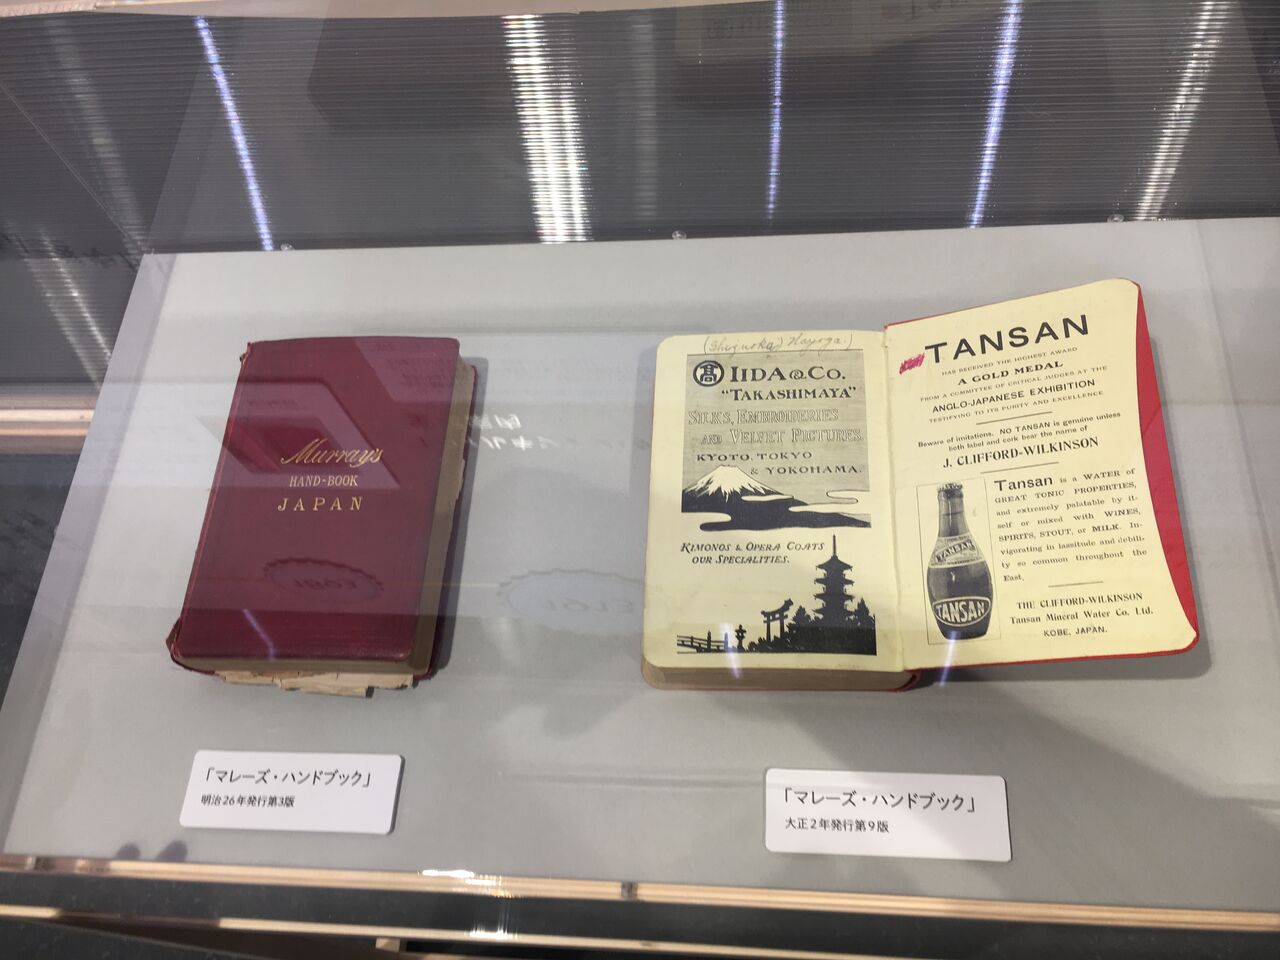 Murray's
HAND-BOOK
JAPAN
(Shizuoka) Nagoya.)
高 IIDA & CO.
"TAKASHIMAYA"
SILKS, EMBROIDERIES
AND VELVET PICTURES.
KYOTO, TOKYO
& YOKOHAMA.
KIMONOS & OPERA COATS
OUR SPECIALITIES.
TANSAN
HAS RECEIVED THE HIGHEST AWARD
A GOLD MEDAL
FROM A COMMITTEE OF CRITICAL JUDGES AT THE
ANGLO-JAPANESE EXHIBITION
TESTIFYING TO ITS PURITY AND EXCELLENCE
Beware of imitations. NO TANSAN is genuine unless
both label and cork bear the name of
J. CLIFFORD-WILKINSON
Tansan is a WATER of
GREAT TONIC PROPERTIES,
and extremely palatable by it-
self or mixed with WINES,
SPIRITS, STOUT, or MILK. In-
vigorating in lassitude and debili-
ty so common throughout the
East.
TANSAN
TANSAN
THE CLIFFORD-WILKINSON
Tansan Mineral Water Co. Ltd.
KOBE, JAPAN.
「マレーズ・ハンドブック」
明治26年発行第3版
「マレーズ・ハンドブック」
大正2年発行第9版